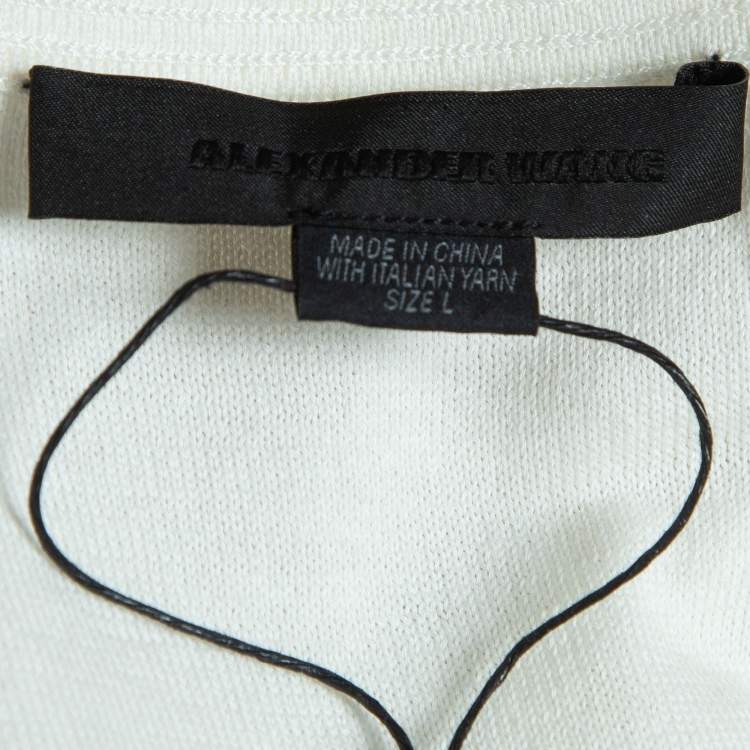 ALEXANDER WANG
MADE IN CHINA
WITH ITALIAN YARN
SIZE L